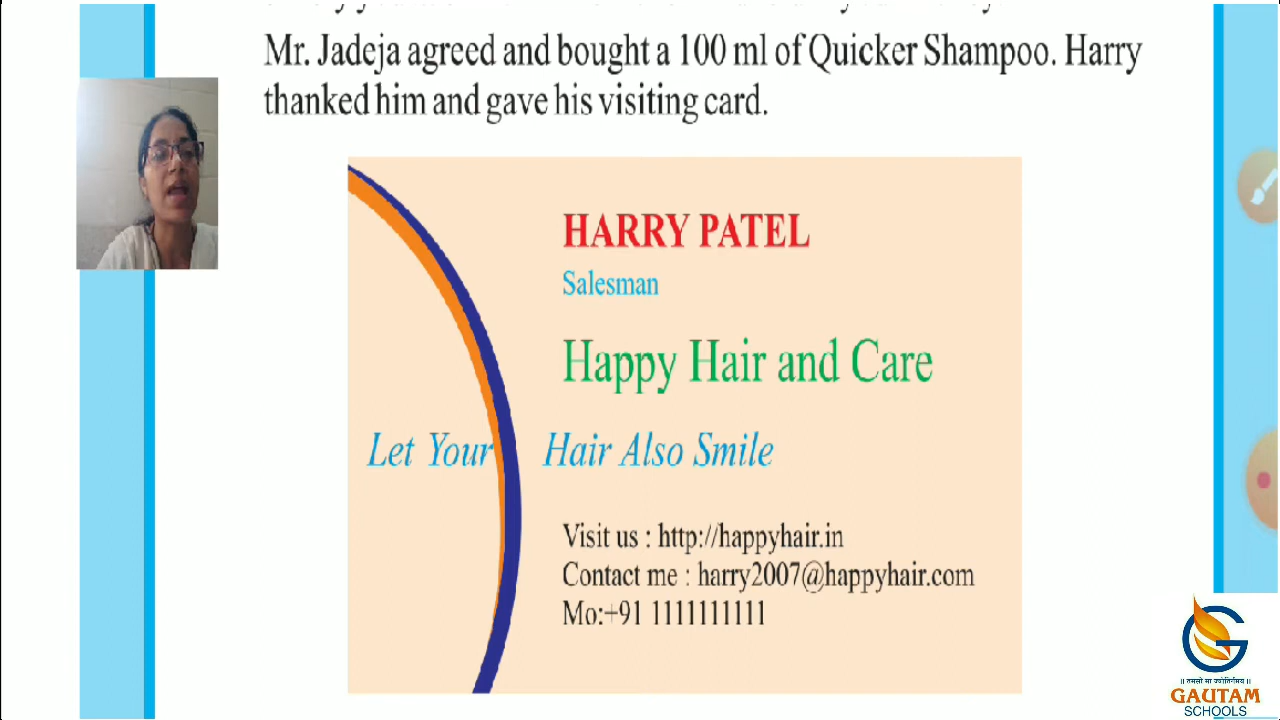 Mr. Jadeja agreed and bought a 100 ml of Quicker Shampoo. Harry
thanked him and gave his visiting card.
HARRY PATEL
Salesman
Happy Hair and Care
Let Your Hair Also Smile
Visit us : http://happyhair.in
Contact me : harry2007@happyhair.com
Mo:+91 1111111111
|| तमसो मा ज्योतिर्गमय ||
GAUTAM
SCHOOLS